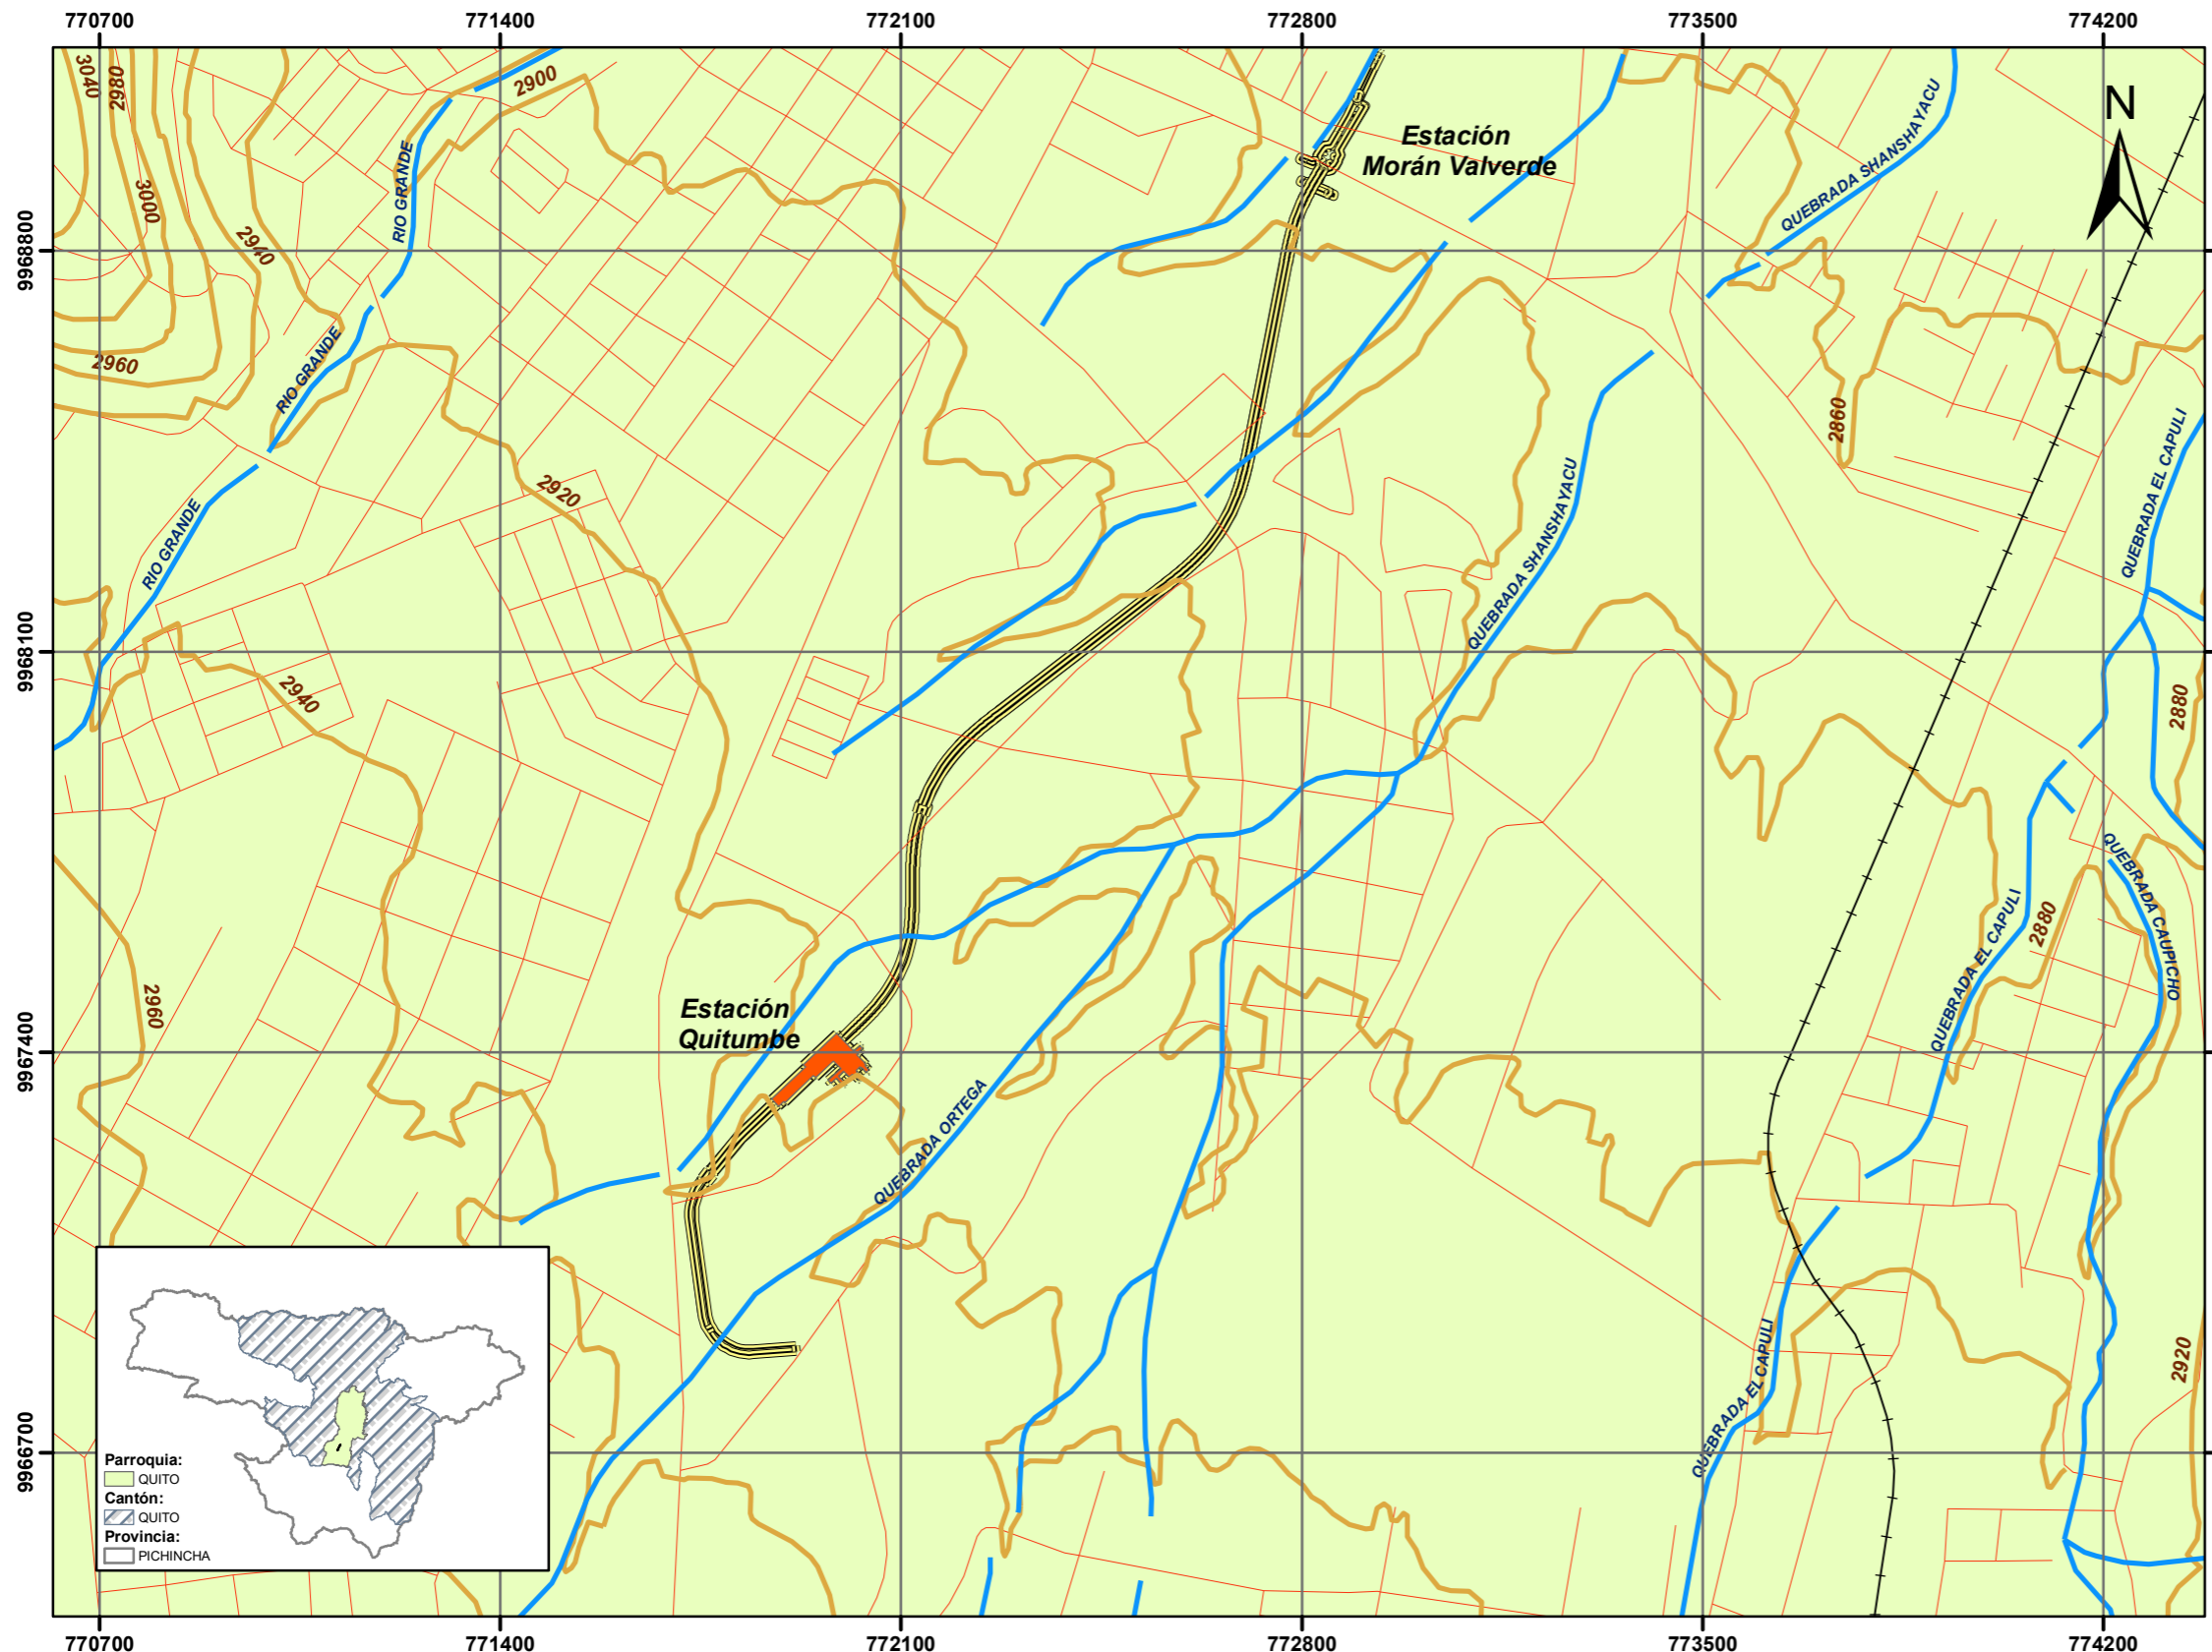 770700
771400
772100
772800
773500
774200
3040
2980
2900
QUEBRADA SHANSHAYACU
N
Estación
Morán Valverde
RIO GRANDE
3000
2940
9968800
9968800
RIO GRANDE
2960
2860
QUEBRADA EL CAPULI
2920
QUEBRADA SHANSHAYACU
RIO GRANDE
9968100
2940
2880
QUEBRADA CAUPICHO
QUEBRADA EL CAPULI
2880
2960
Estación
Quitumbe
9967400
QUEBRADA ORTEGA
QUEBRADA EL CAPULI
2920
9966700
Parroquia:
QUITO
Cantón:
QUITO
Provincia:
PICHINCHA
770700
771400
772100
772800
773500
774200